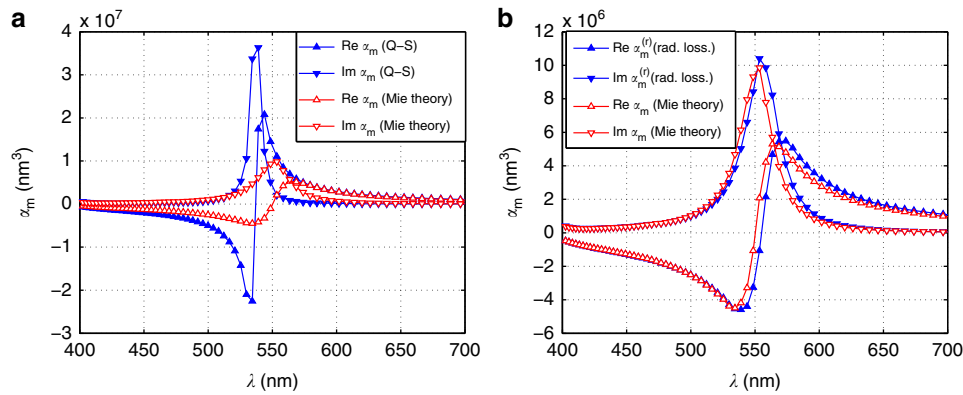 a
x 10^7
4
3
2
1
0
−1
−2
−3
α_m (nm^3)
400 450 500 550 600 650 700
λ (nm)
Re α_m (Q–S)
Im α_m (Q–S)
Re α_m (Mie theory)
Im α_m (Mie theory)
b
x 10^6
12
10
8
6
4
2
0
−2
−4
−6
α_m (nm^3)
400 450 500 550 600 650 700
λ (nm)
Re α_m^(r)(rad. loss.)
Im α_m^(r)(rad. loss.)
Re α_m (Mie theory)
Im α_m (Mie theory)